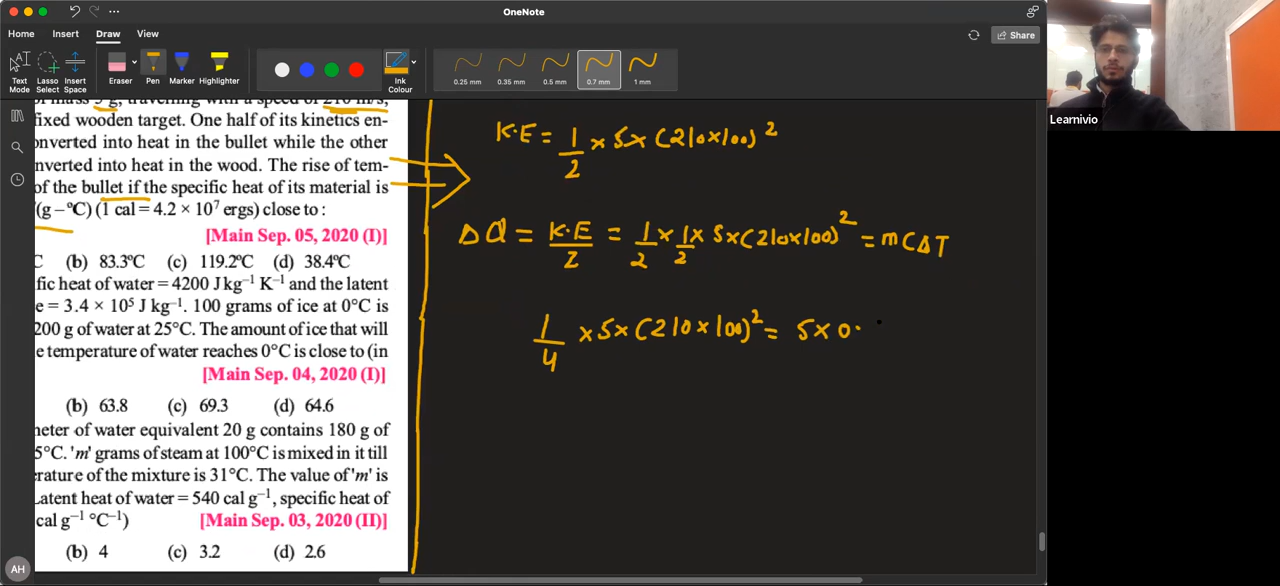 OneNote
Home Insert Draw View
Share
Text Mode
Lasso Select
Insert Space
Eraser
Pen
Marker
Highlighter
Ink Colour
0.25 mm 0.35 mm 0.5 mm 0.7 mm 1 mm
Learnivio
of mass 5 g, travelling with a speed of 210 m/s,
fixed wooden target. One half of its kinetics en-
onverted into heat in the bullet while the other
nverted into heat in the wood. The rise of tem-
of the bullet if the specific heat of its material is
(g – °C) (1 cal = 4.2 × 10⁷ ergs) close to :
[Main Sep. 05, 2020 (I)]
C (b) 83.3°C (c) 119.2°C (d) 38.4°C
fic heat of water = 4200 J kg⁻¹ K⁻¹ and the latent
e = 3.4 × 10⁵ J kg⁻¹. 100 grams of ice at 0°C is
200 g of water at 25°C. The amount of ice that will
e temperature of water reaches 0°C is close to (in
[Main Sep. 04, 2020 (I)]
(b) 63.8 (c) 69.3 (d) 64.6
meter of water equivalent 20 g contains 180 g of
5°C. 'm' grams of steam at 100°C is mixed in it till
erature of the mixture is 31°C. The value of 'm' is
Latent heat of water = 540 cal g⁻¹, specific heat of
cal g⁻¹ °C⁻¹) [Main Sep. 03, 2020 (II)]
(b) 4 (c) 3.2 (d) 2.6
K.E = 1/2 × 5 × (210×100)²
ΔQ = K.E/2 = 1/2 × 1/2 × 5 × (210×100)² = mCΔT
1/4 × 5 × (210×100)² = 5 × 0.
AH